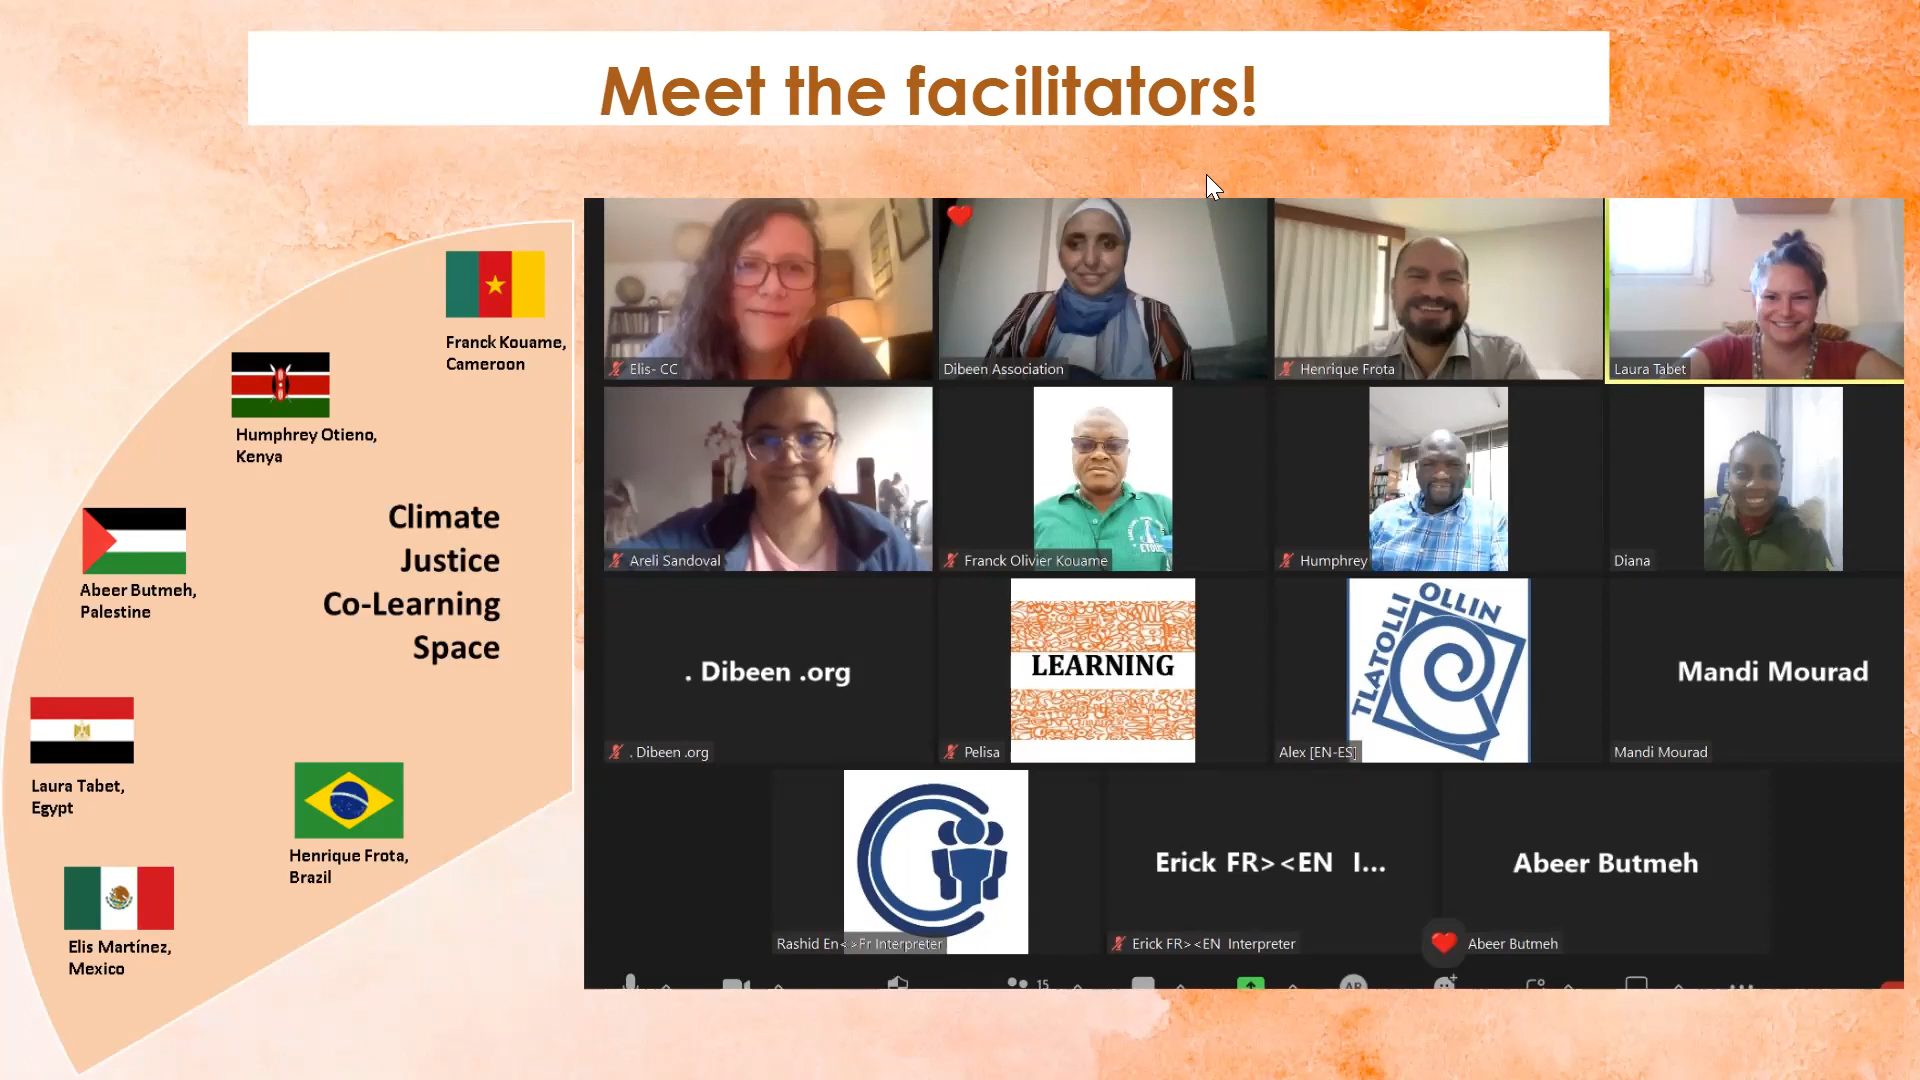 Meet the facilitators!
Franck Kouame,
Cameroon
Humphrey Otieno,
Kenya
Abeer Butmeh,
Palestine
Laura Tabet,
Egypt
Elis Martínez,
Mexico
Henrique Frota,
Brazil
Climate
Justice
Co-Learning
Space
Elis- CC
Dibeen Association
Henrique Frota
Laura Tabet
Areli Sandoval
Franck Olivier Kouame
Humphrey
Diana
. Dibeen .org
. Dibeen .org
LEARNING
Pelisa
TLATOLLI OLLIN
Alex [EN-ES]
Mandi Mourad
Mandi Mourad
Rashid En< >Fr Interpreter
Erick FR><EN I...
Erick FR><EN Interpreter
Abeer Butmeh
Abeer Butmeh
15